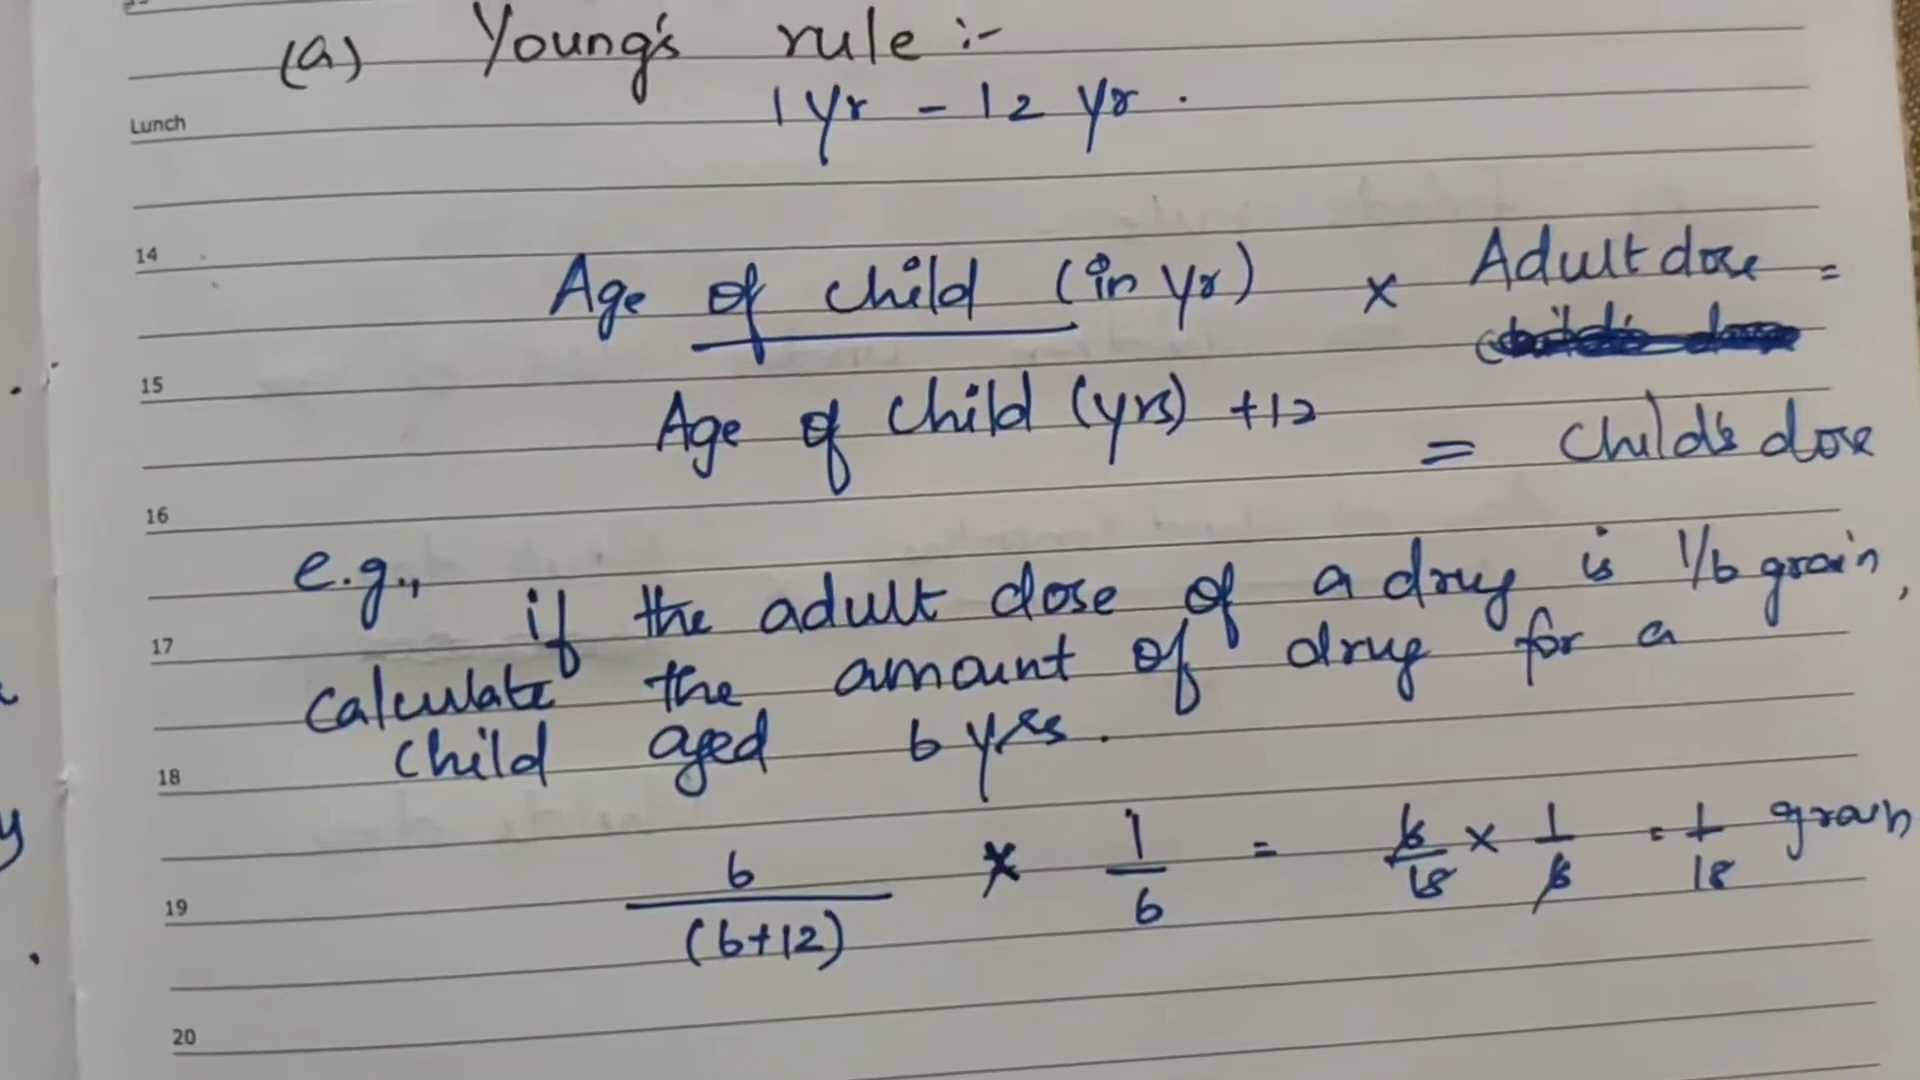 (a) Young's rule :-
Lunch
1 yr - 12 yr .
14
Age of child (in yr) × Adult dose =
15
Age of child (yrs) +12
= Child's dose
16
e.g., if the adult dose of a drug is 1/6 grain,
17
calculate the amount of drug for a
child aged 6 yrs.
18
6 / (6+12) × 1/6 = 6/18 × 1/6 = 1/18 grain
19
20